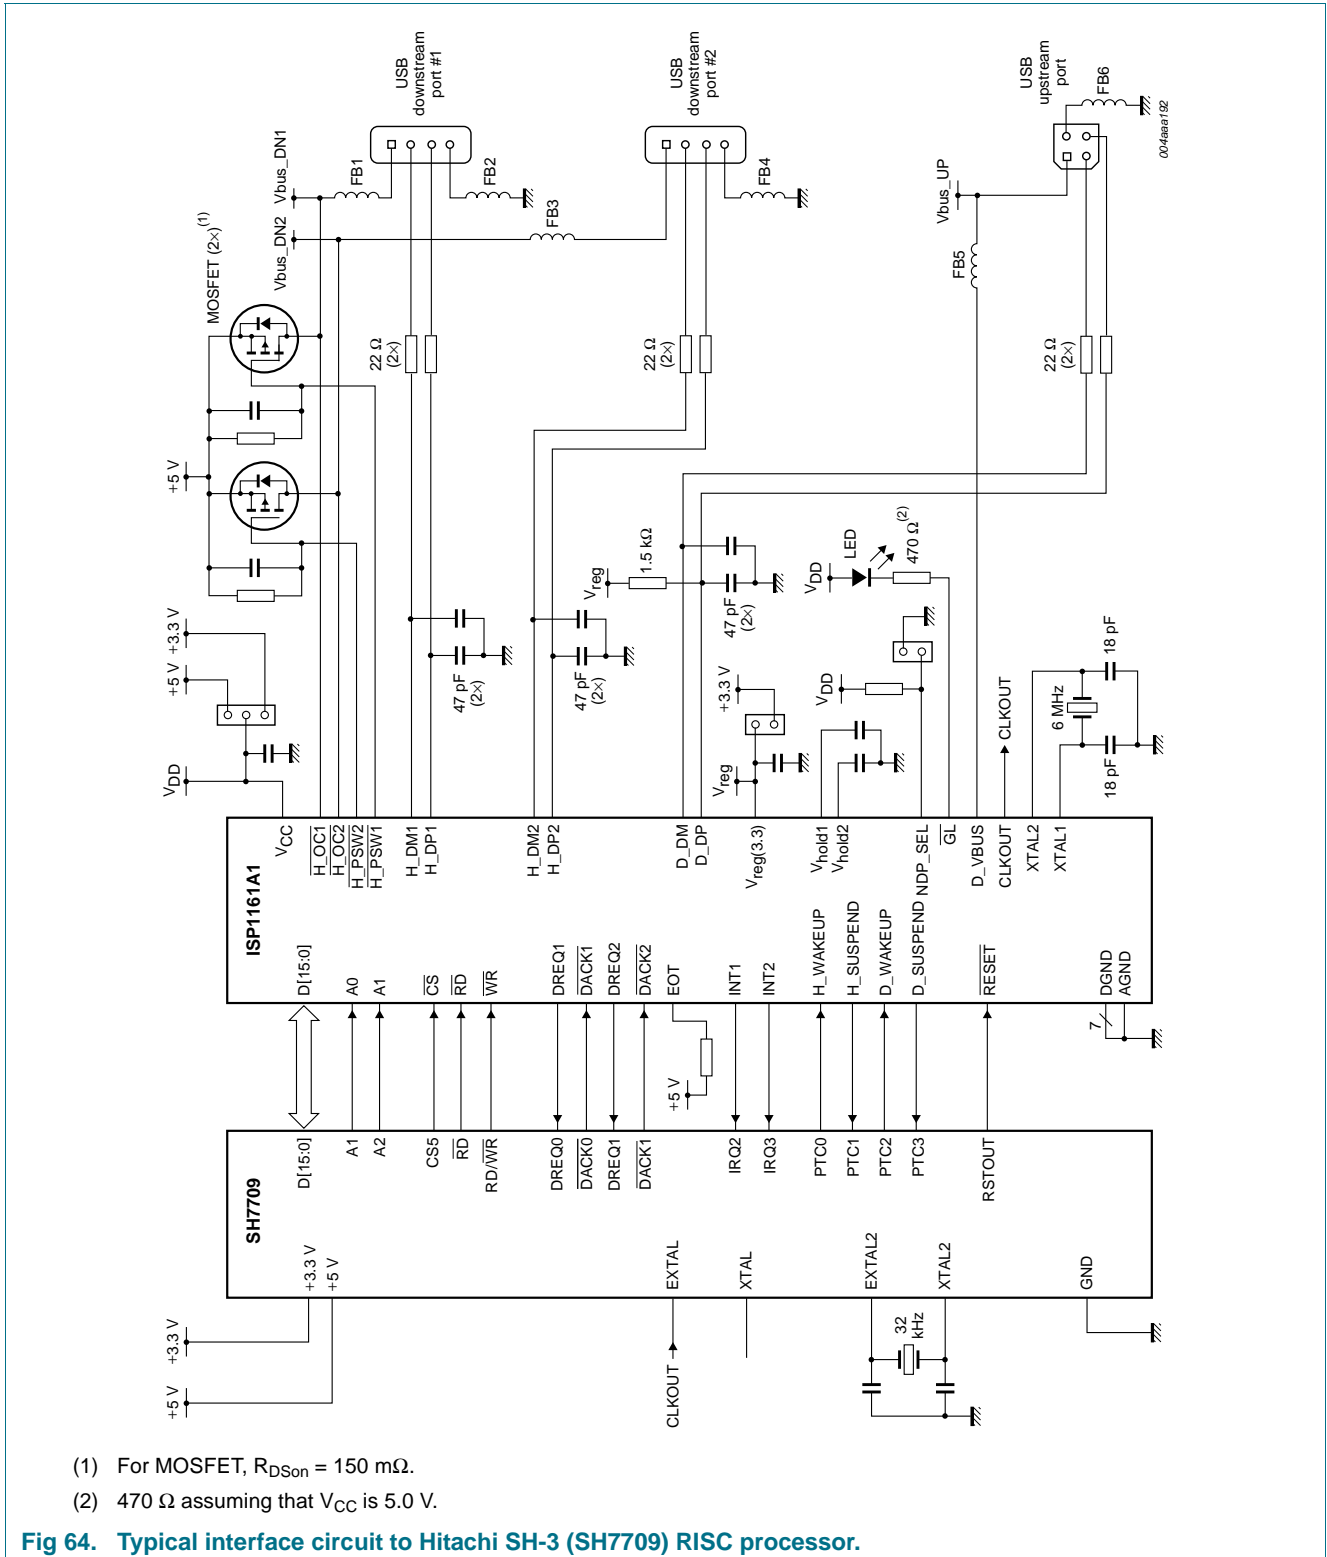 USB
downstream
port #1
USB
downstream
port #2
USB
upstream
port
FB6
004aaa192
Vbus_DN1
FB1
FB2
FB4
Vbus_DN2
FB3
Vbus_UP
FB5
MOSFET (2×)(1)
22 Ω
(2×)
22 Ω
(2×)
22 Ω
(2×)
+5 V
+5 V
+3.3 V
VDD
47 pF
(2×)
47 pF
(2×)
Vreg
1.5 kΩ
47 pF
(2×)
+3.3 V
Vreg
VDD
LED
470 Ω(2)
VDD
CLKOUT
6 MHz
18 pF
18 pF
VCC
H_OC1
H_OC2
H_PSW2
H_PSW1
H_DM1
H_DP1
H_DM2
H_DP2
D_DM
D_DP
Vreg(3.3)
Vhold1
Vhold2
NDP_SEL
GL
D_VBUS
CLKOUT
XTAL2
XTAL1
ISP1161A1
D[15:0]
A0
A1
CS
RD
WR
DREQ1
DACK1
DREQ2
DACK2
EOT
INT1
INT2
H_WAKEUP
H_SUSPEND
D_WAKEUP
D_SUSPEND
RESET
DGND
AGND
7
+5 V
SH7709
D[15:0]
A1
A2
CS5
RD
RD/WR
DREQ0
DACK0
DREQ1
DACK1
IRQ2
IRQ3
PTC0
PTC1
PTC2
PTC3
RSTOUT
+3.3 V
+5 V
EXTAL
XTAL
EXTAL2
XTAL2
GND
+3.3 V
+5 V
CLKOUT
32
kHz
(1) For MOSFET, RDSon = 150 mΩ.
(2) 470 Ω assuming that VCC is 5.0 V.
Fig 64. Typical interface circuit to Hitachi SH-3 (SH7709) RISC processor.